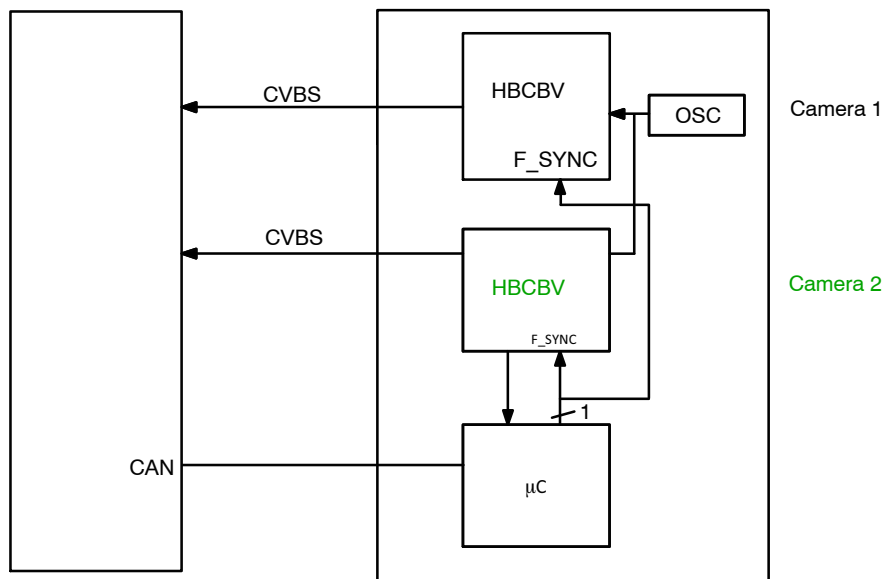 HBCBV
CVBS
OSC
Camera 1
F_SYNC
CVBS
HBCBV
Camera 2
F_SYNC
1
CAN
μC